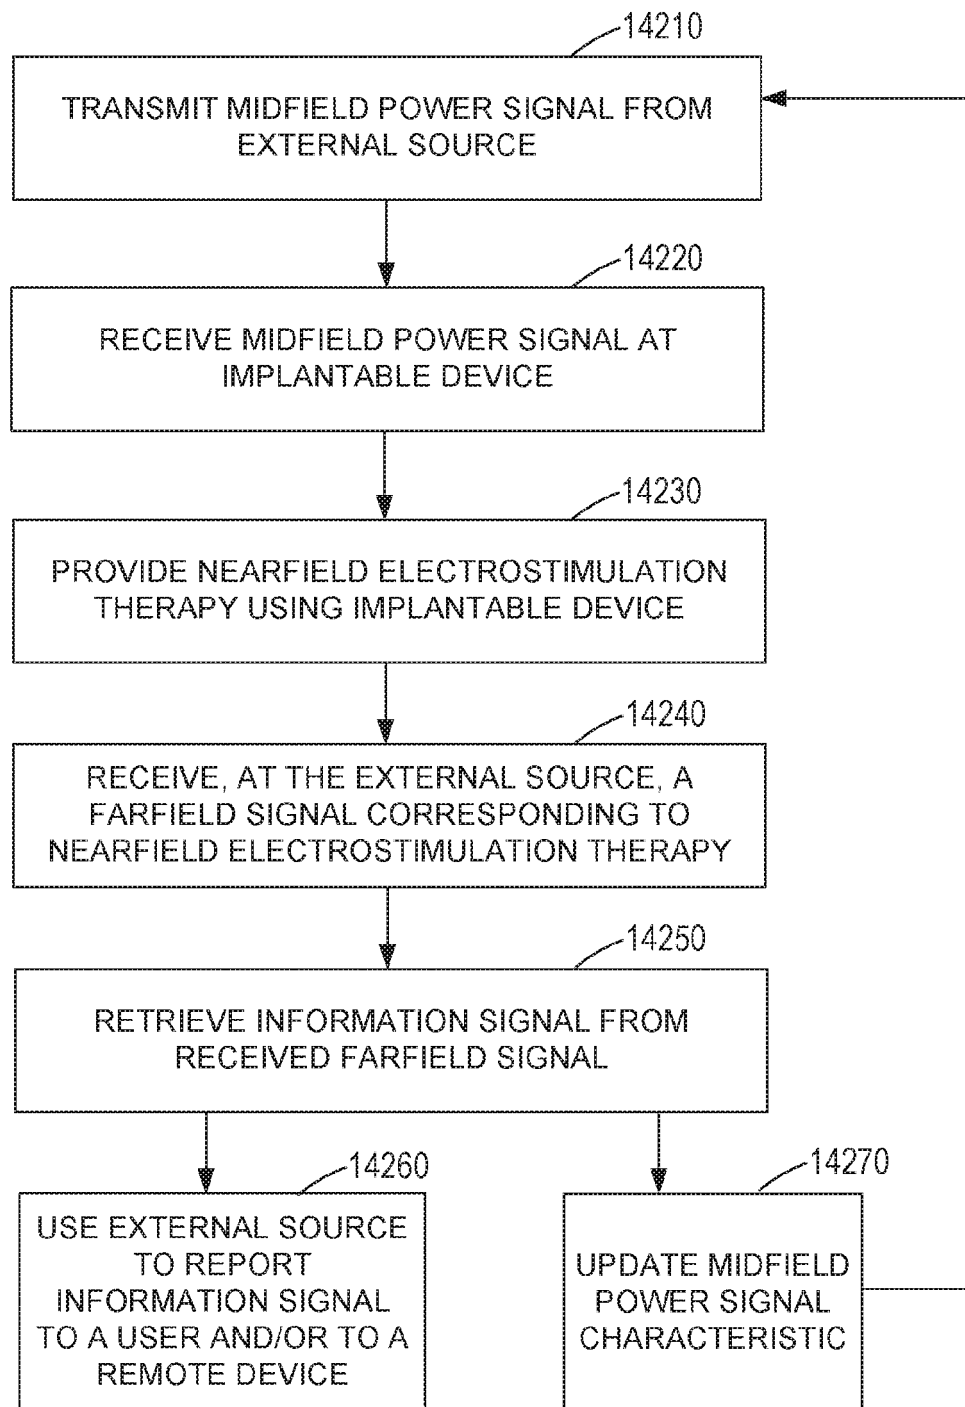 14210
TRANSMIT MIDFIELD POWER SIGNAL FROM
EXTERNAL SOURCE
14220
RECEIVE MIDFIELD POWER SIGNAL AT
IMPLANTABLE DEVICE
14230
PROVIDE NEARFIELD ELECTROSTIMULATION
THERAPY USING IMPLANTABLE DEVICE
14240
RECEIVE, AT THE EXTERNAL SOURCE, A
FARFIELD SIGNAL CORRESPONDING TO
NEARFIELD ELECTROSTIMULATION THERAPY
14250
RETRIEVE INFORMATION SIGNAL FROM
RECEIVED FARFIELD SIGNAL
14260
USE EXTERNAL SOURCE
TO REPORT
INFORMATION SIGNAL
TO A USER AND/OR TO A
REMOTE DEVICE
14270
UPDATE MIDFIELD
POWER SIGNAL
CHARACTERISTIC